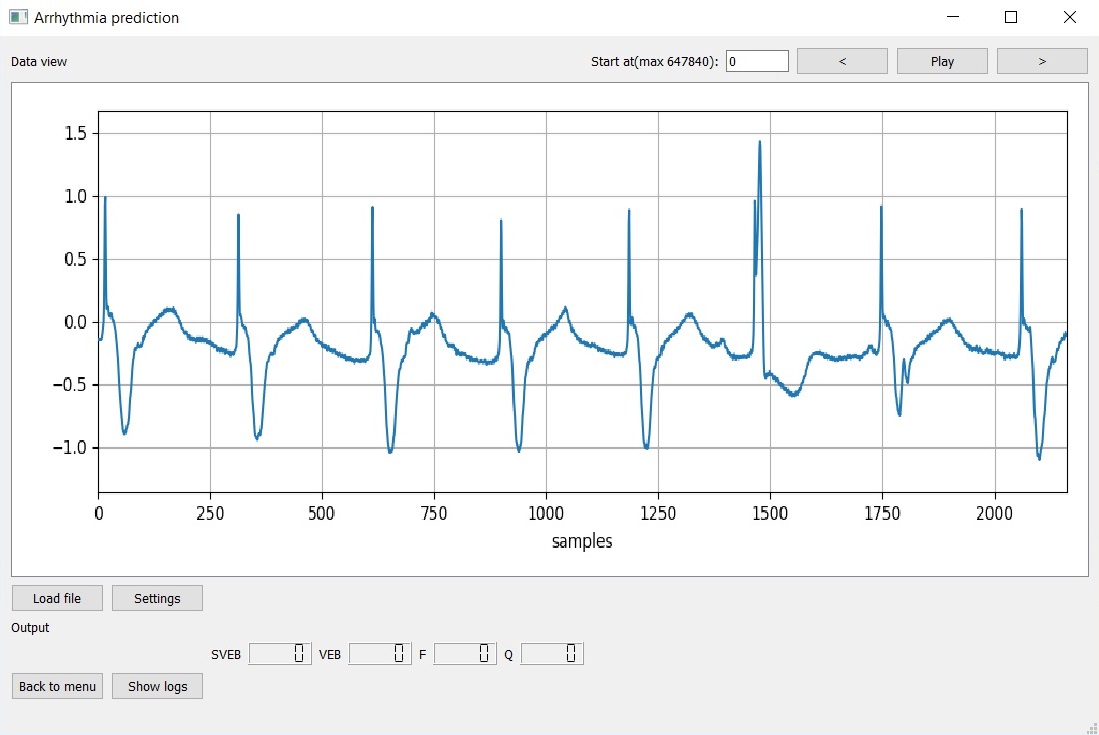 Arrhythmia prediction
Data view Start at(max 647840): 0 < Play >
1.5
1.0
0.5
0.0
−0.5
−1.0
0 250 500 750 1000 1250 1500 1750 2000
samples
Load file Settings
Output
SVEB 0 VEB 0 F 0 Q 0
Back to menu Show logs